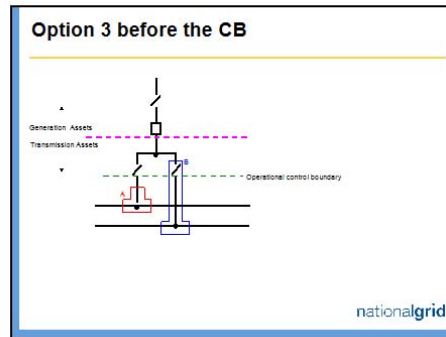 Option 3 before the CB
Generation Assets
Transmission Assets
B
Operational control boundary
A
nationalgrid